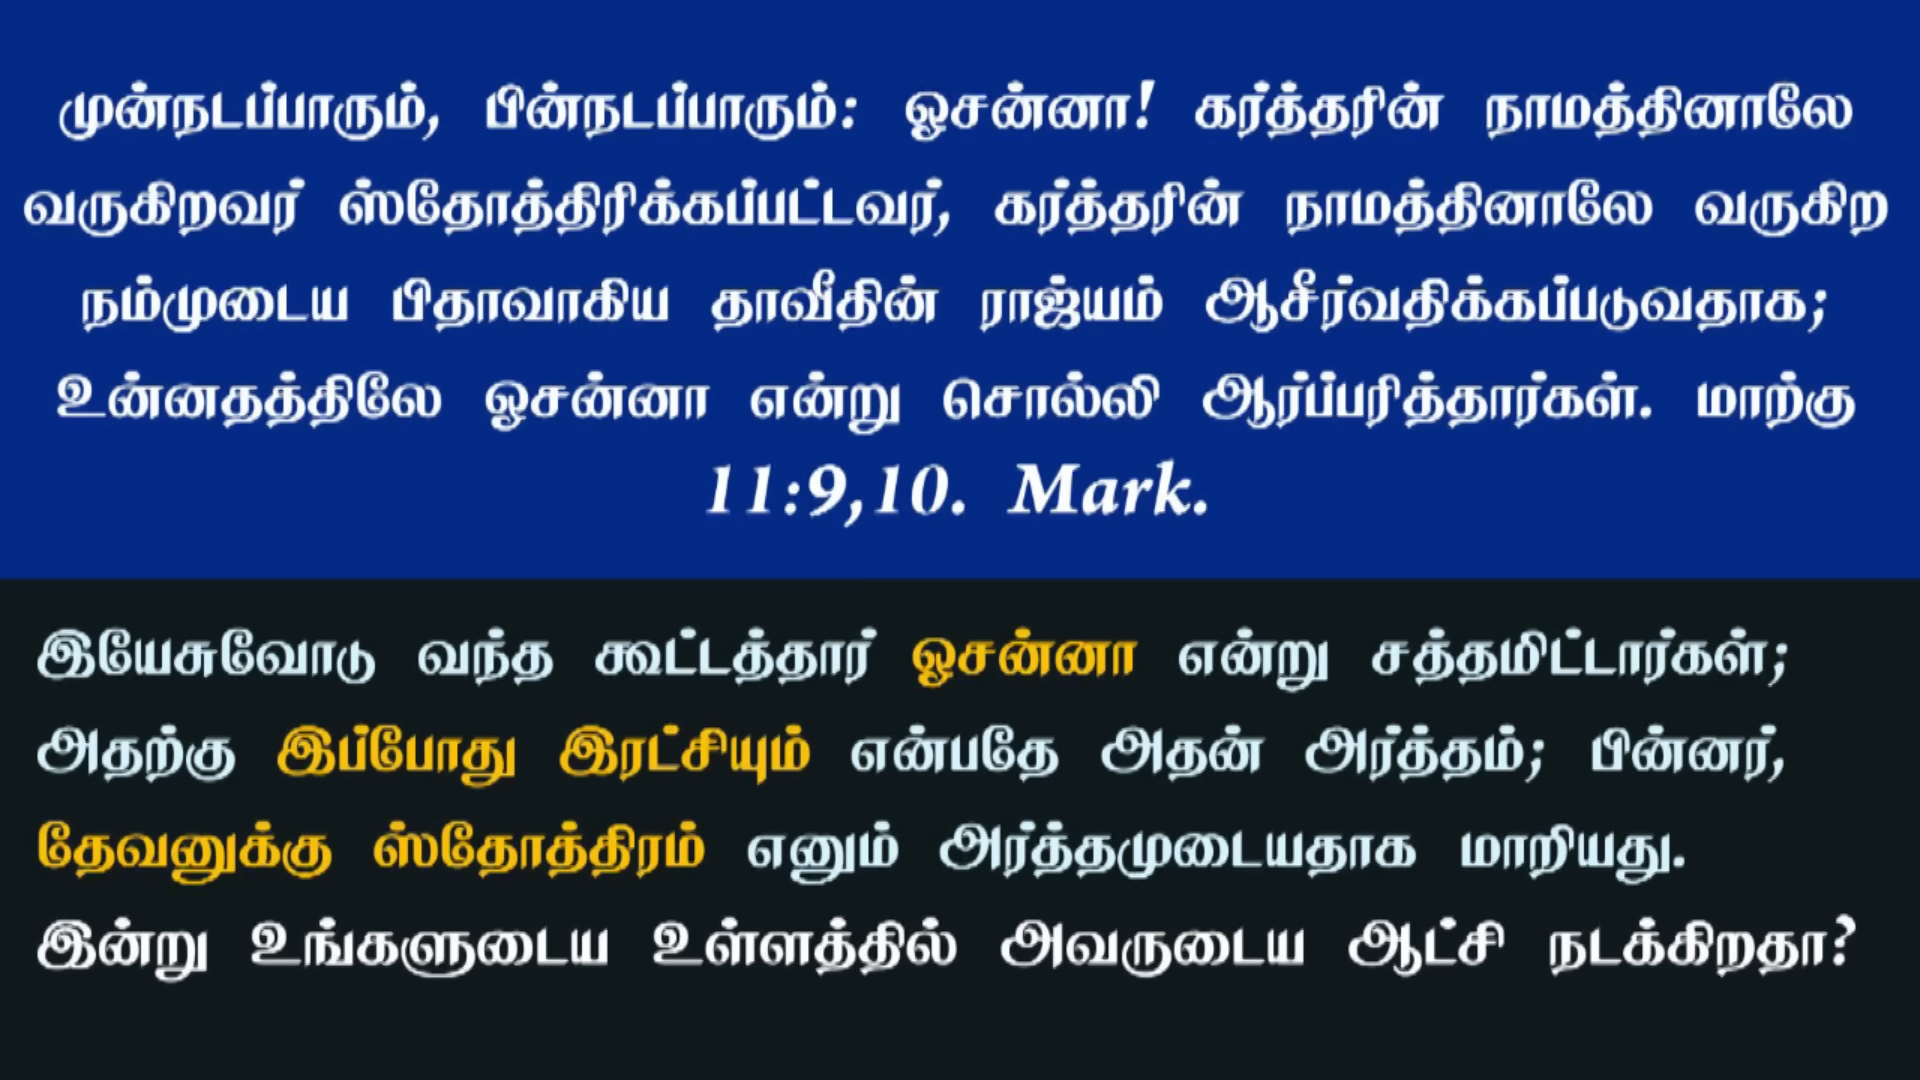 முன்நடப்பாரும், பின்நடப்பாரும்: ஓசன்னா! கர்த்தரின் நாமத்தினாலே
வருகிறவர் ஸ்தோத்திரிக்கப்பட்டவர், கர்த்தரின் நாமத்தினாலே வருகிற
நம்முடைய பிதாவாகிய தாவீதின் ராஜ்யம் ஆசீர்வதிக்கப்படுவதாக;
உன்னதத்திலே ஓசன்னா என்று சொல்லி ஆர்ப்பரித்தார்கள். மாற்கு
11:9,10. Mark.
இயேசுவோடு வந்த கூட்டத்தார் ஓசன்னா என்று சத்தமிட்டார்கள்;
அதற்கு இப்போது இரட்சியும் என்பதே அதன் அர்த்தம்; பின்னர்,
தேவனுக்கு ஸ்தோத்திரம் எனும் அர்த்தமுடையதாக மாறியது.
இன்று உங்களுடைய உள்ளத்தில் அவருடைய ஆட்சி நடக்கிறதா?